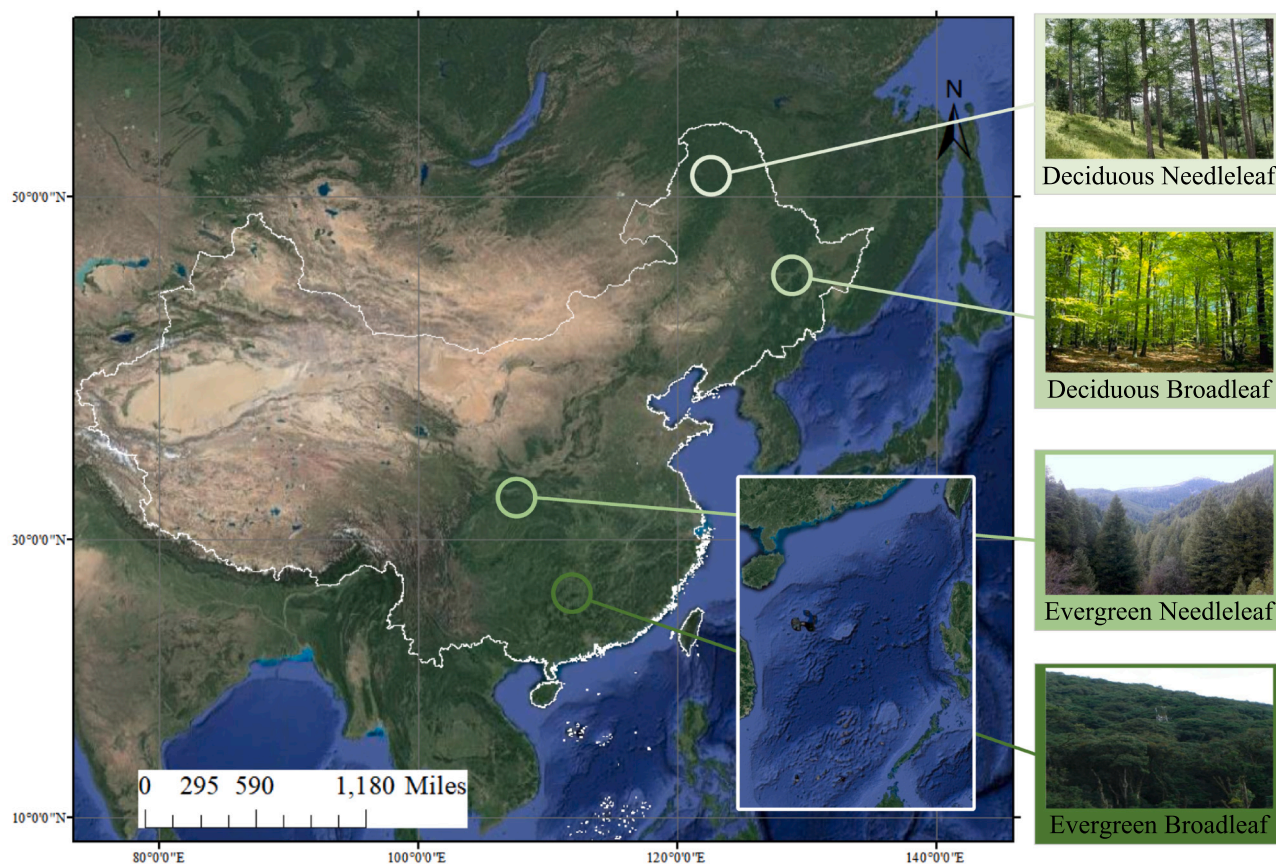 N
Deciduous Needleleaf
50°0'0"N
Deciduous Broadleaf
30°0'0"N
Evergreen Needleleaf
0 295 590 1,180 Miles
10°0'0"N
Evergreen Broadleaf
80°0'0"E 100°0'0"E 120°0'0"E 140°0'0"E